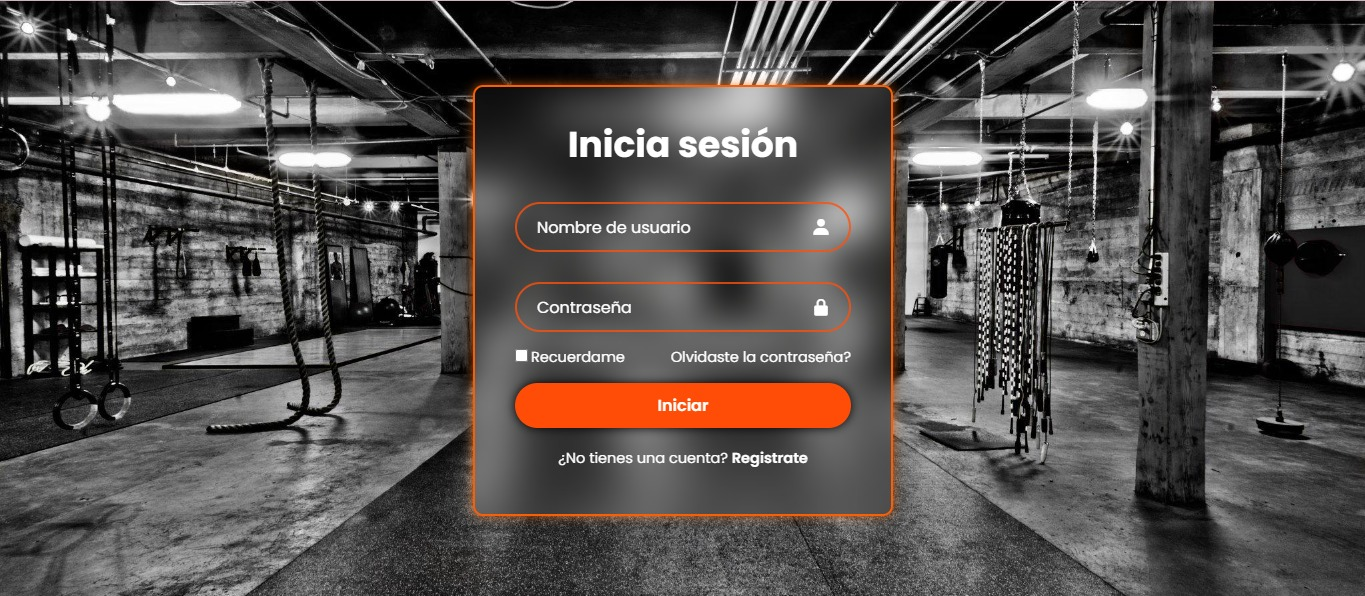 Inicia sesión
Nombre de usuario
Contraseña
Recuerdame Olvidaste la contraseña?
Iniciar
¿No tienes una cuenta? Registrate